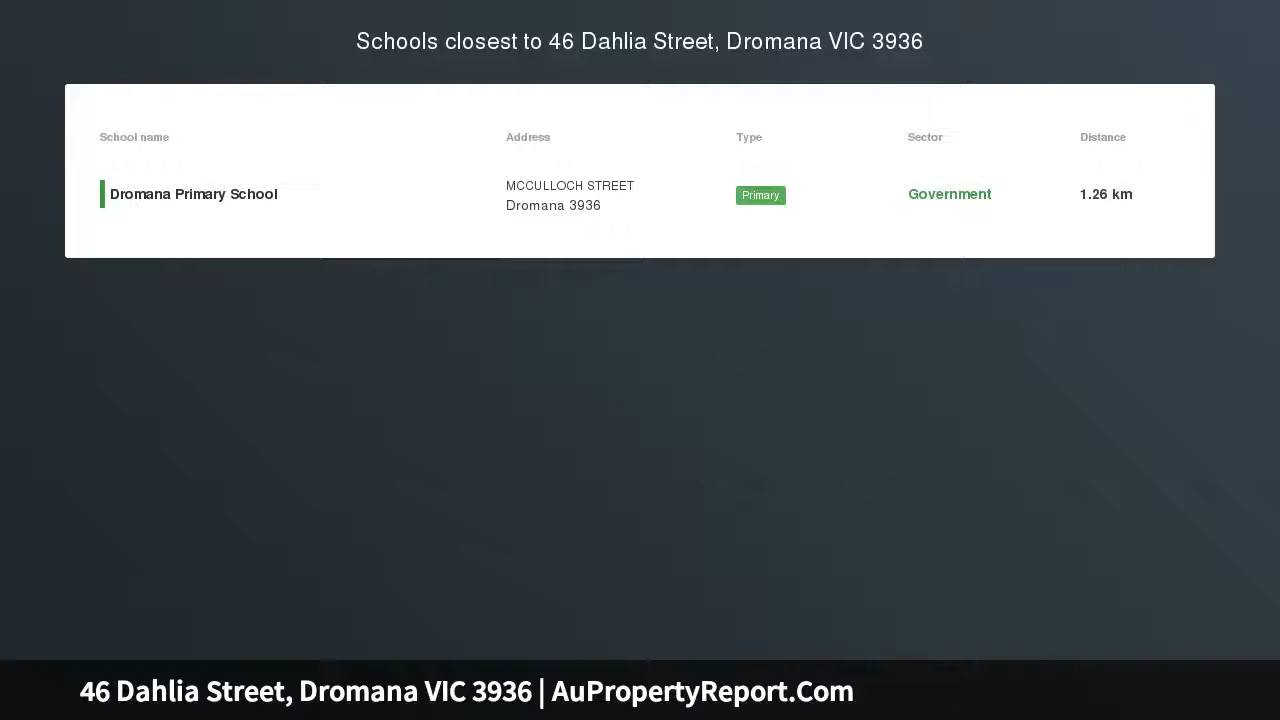 Schools closest to 46 Dahlia Street, Dromana VIC 3936
School name Address Type Sector Distance
Dromana Primary School MCCULLOCH STREET Primary Government 1.26 km
Dromana 3936
46 Dahlia Street, Dromana VIC 3936 | AuPropertyReport.Com